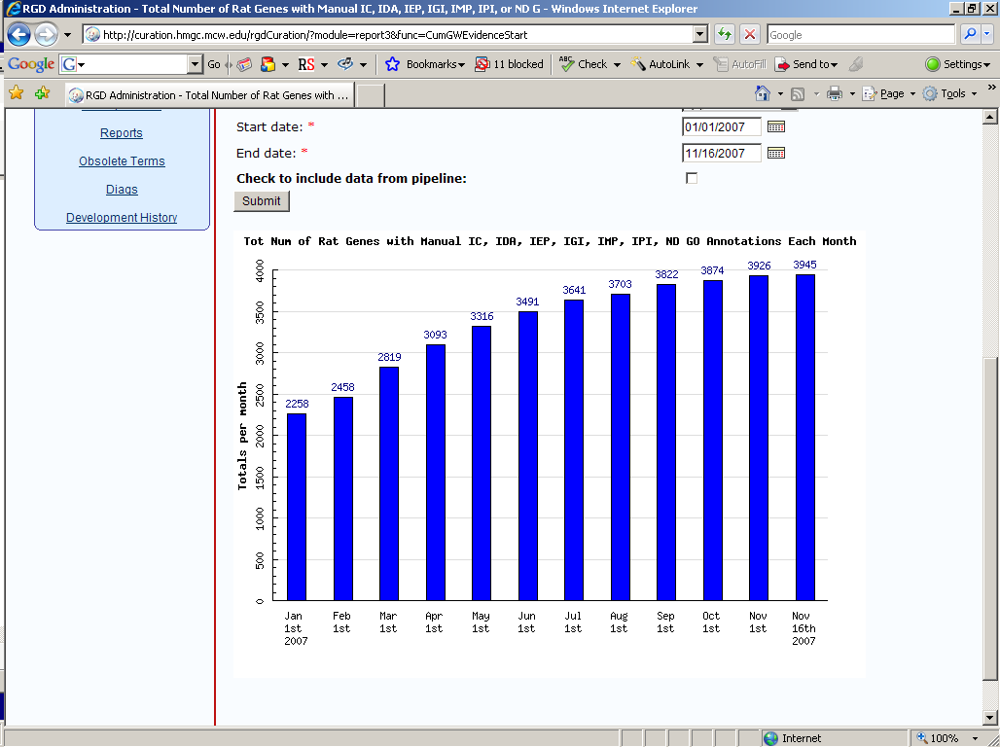 RGD Administration - Total Number of Rat Genes with Manual IC, IDA, IEP, IGI, IMP, IPI, or ND G - Windows Internet Explorer
http://curation.hmgc.mcw.edu/rgdCuration/?module=report3&func=CumGWEvidenceStart
Google
Google G Go RS Bookmarks 11 blocked ABC Check AutoLink AutoFill Send to Settings
RGD Administration - Total Number of Rat Genes with ... Page Tools »
Reports
Obsolete Terms
Diags
Development History
Start date: * 01/01/2007
End date: * 11/16/2007
Check to include data from pipeline:
Submit
Tot Num of Rat Genes with Manual IC, IDA, IEP, IGI, IMP, IPI, ND GO Annotations Each Month
Totals per month
4000
3500
3000
2500
2000
1500
1000
500
0
2258 2458 2819 3093 3316 3491 3641 3703 3822 3874 3926 3945
Jan Feb Mar Apr May Jun Jul Aug Sep Oct Nov Nov
1st 1st 1st 1st 1st 1st 1st 1st 1st 1st 1st 16th
2007 2007
Internet 100%